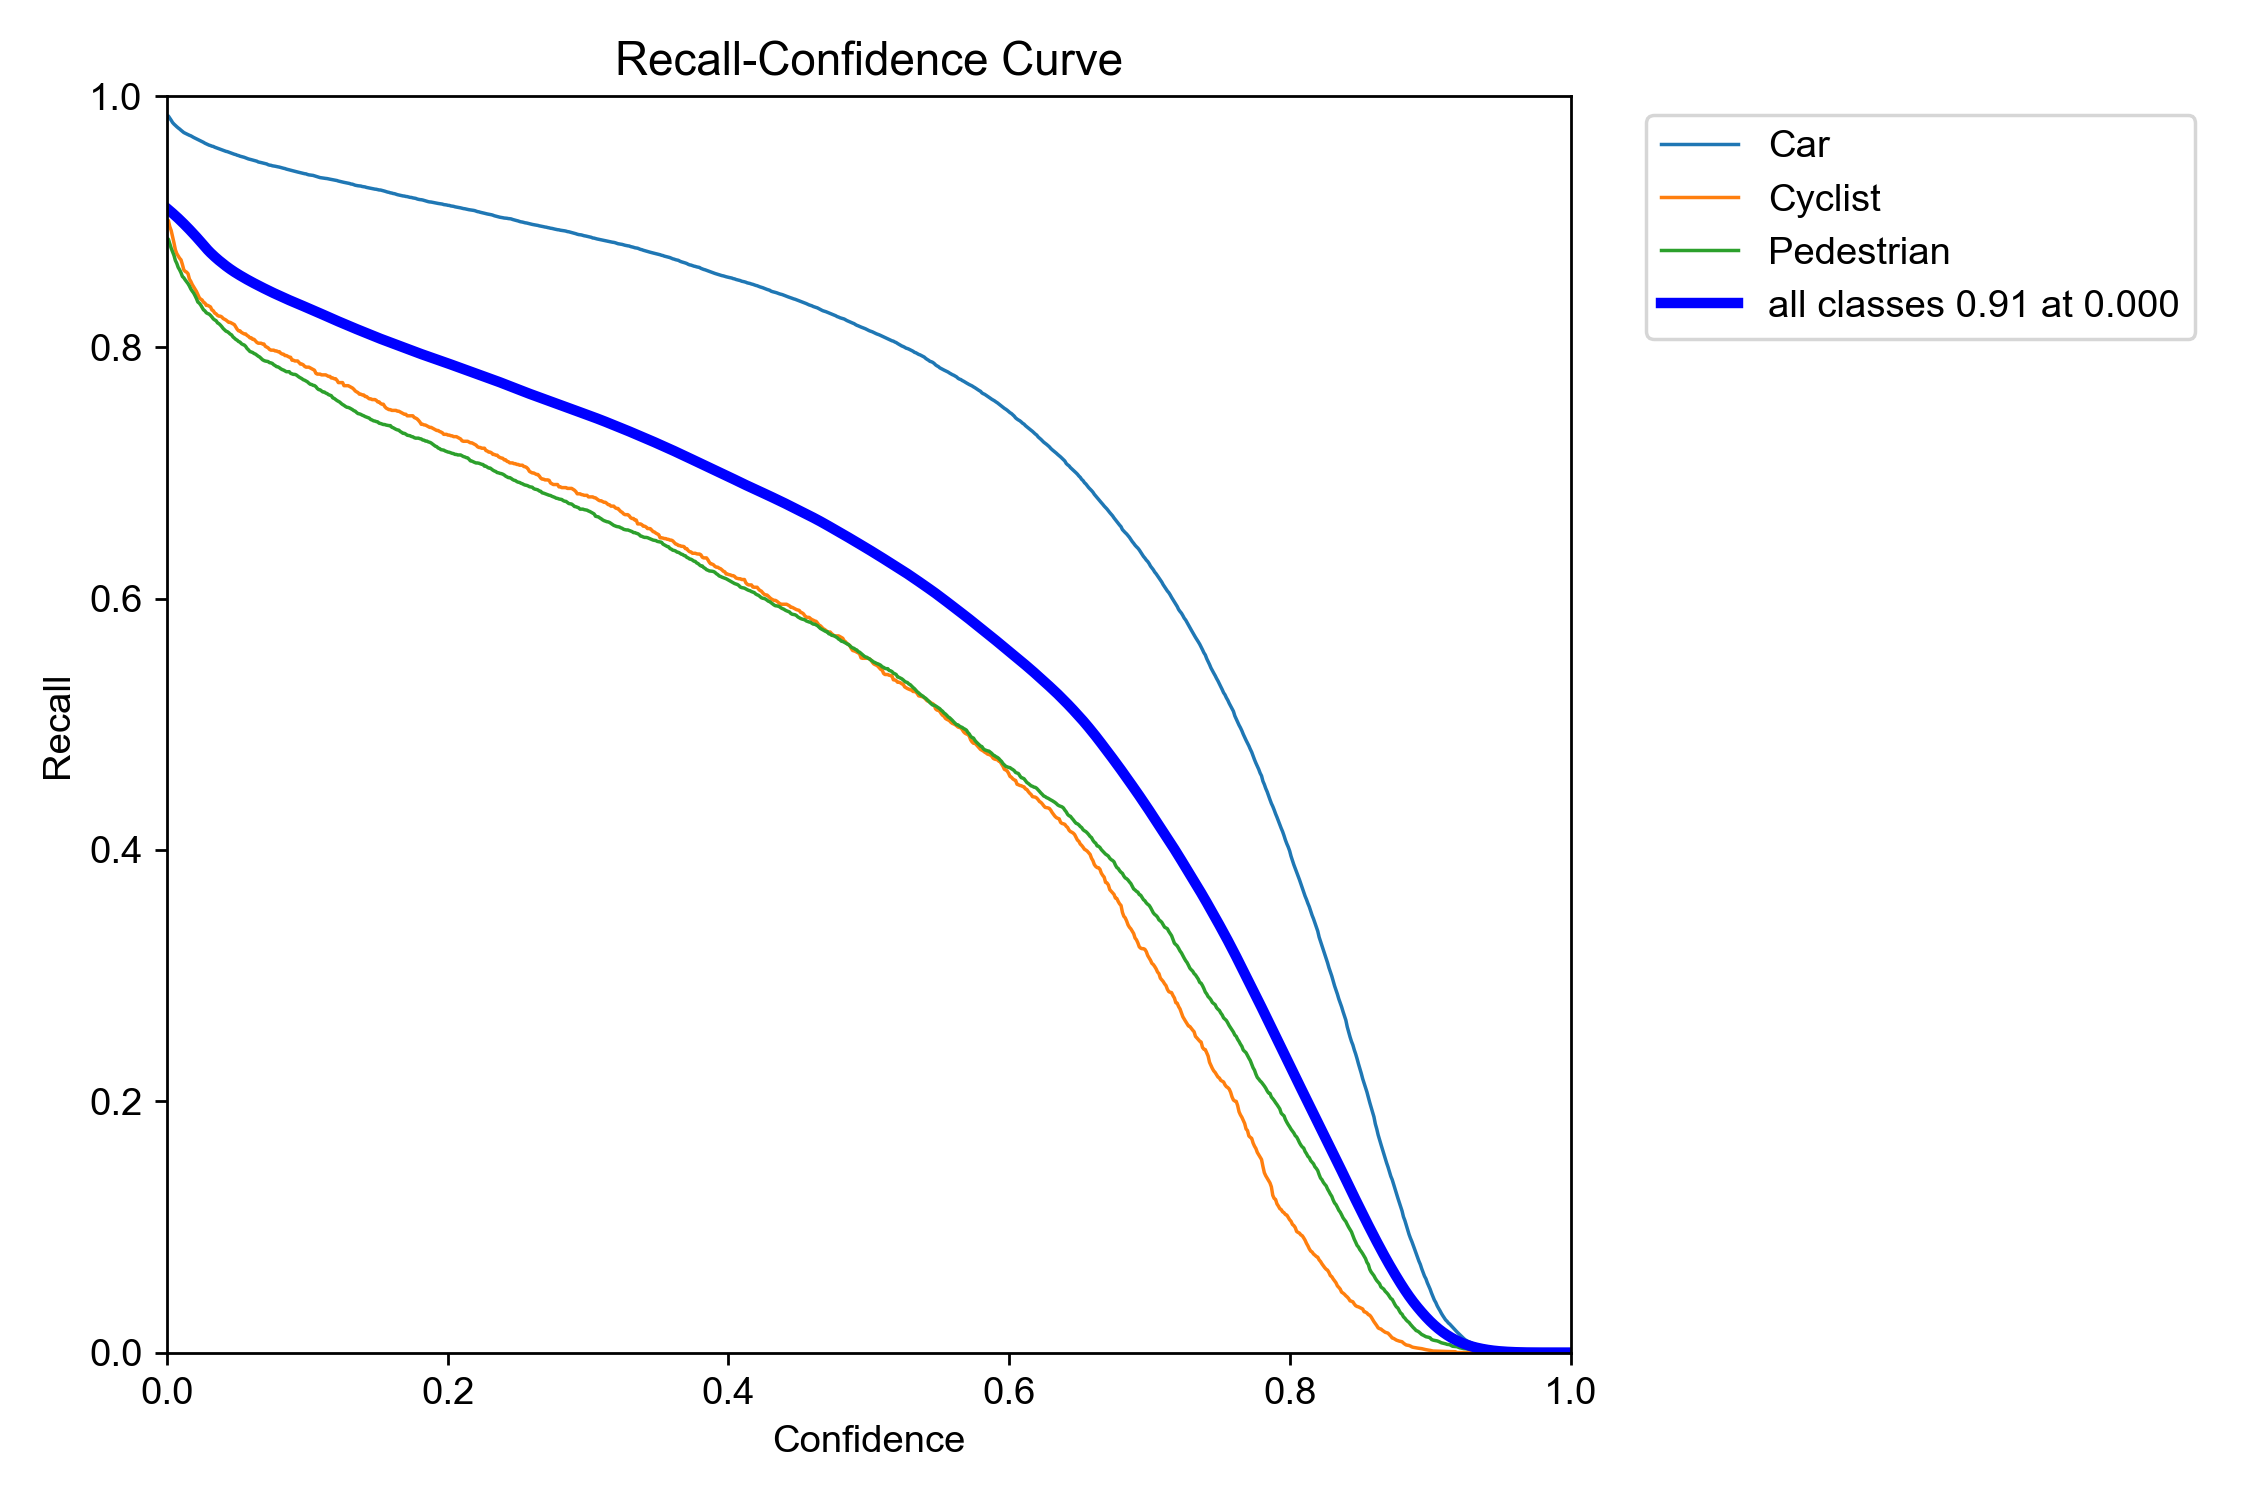 Recall-Confidence Curve
1.0
0.8
0.6
0.4
0.2
0.0
Recall
0.0 0.2 0.4 0.6 0.8 1.0
Confidence
Car
Cyclist
Pedestrian
all classes 0.91 at 0.000